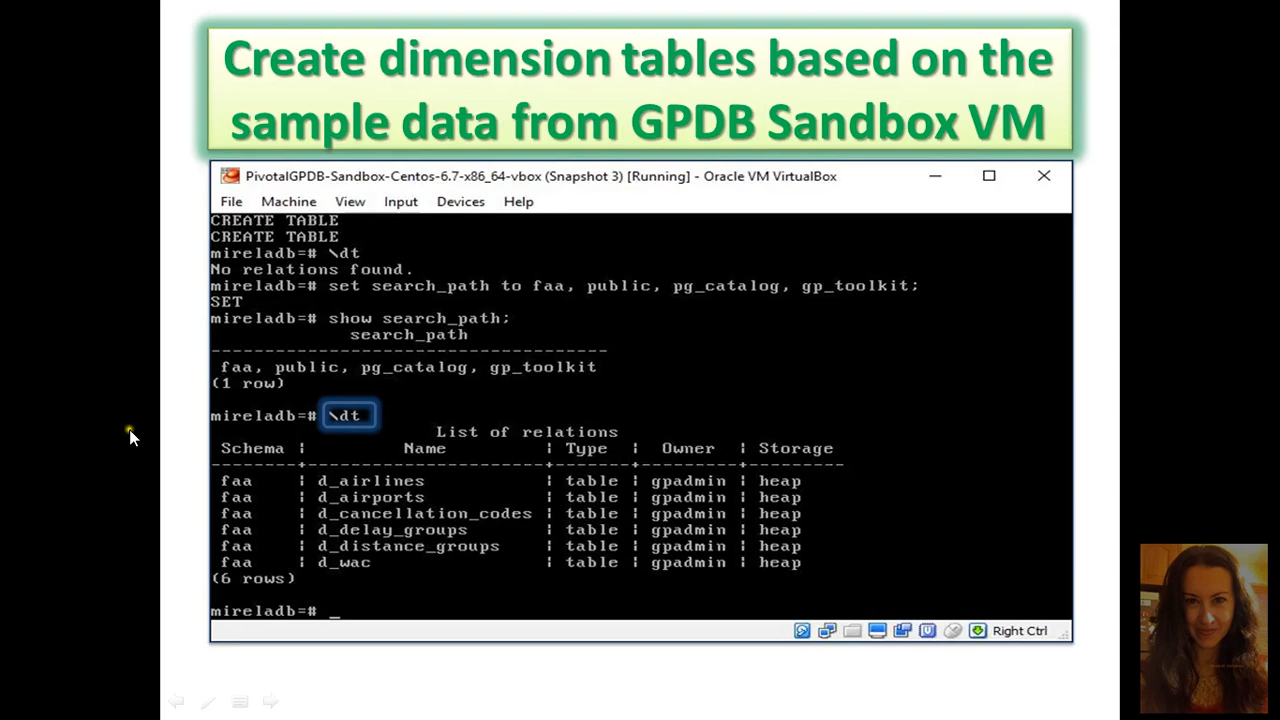 Create dimension tables based on the
sample data from GPDB Sandbox VM
PivotalGPDB-Sandbox-Centos-6.7-x86_64-vbox (Snapshot 3) [Running] - Oracle VM VirtualBox
File Machine View Input Devices Help
CREATE TABLE
CREATE TABLE
mireladb=# \dt
No relations found.
mireladb=# set search_path to faa, public, pg_catalog, gp_toolkit;
SET
mireladb=# show search_path;
search_path
-------------------------------------
faa, public, pg_catalog, gp_toolkit
(1 row)
mireladb=# \dt
List of relations
Schema | Name | Type | Owner | Storage
--------+----------------------+-------+---------+---------
faa | d_airlines | table | gpadmin | heap
faa | d_airports | table | gpadmin | heap
faa | d_cancellation_codes | table | gpadmin | heap
faa | d_delay_groups | table | gpadmin | heap
faa | d_distance_groups | table | gpadmin | heap
faa | d_wac | table | gpadmin | heap
(6 rows)
mireladb=# _
Right Ctrl